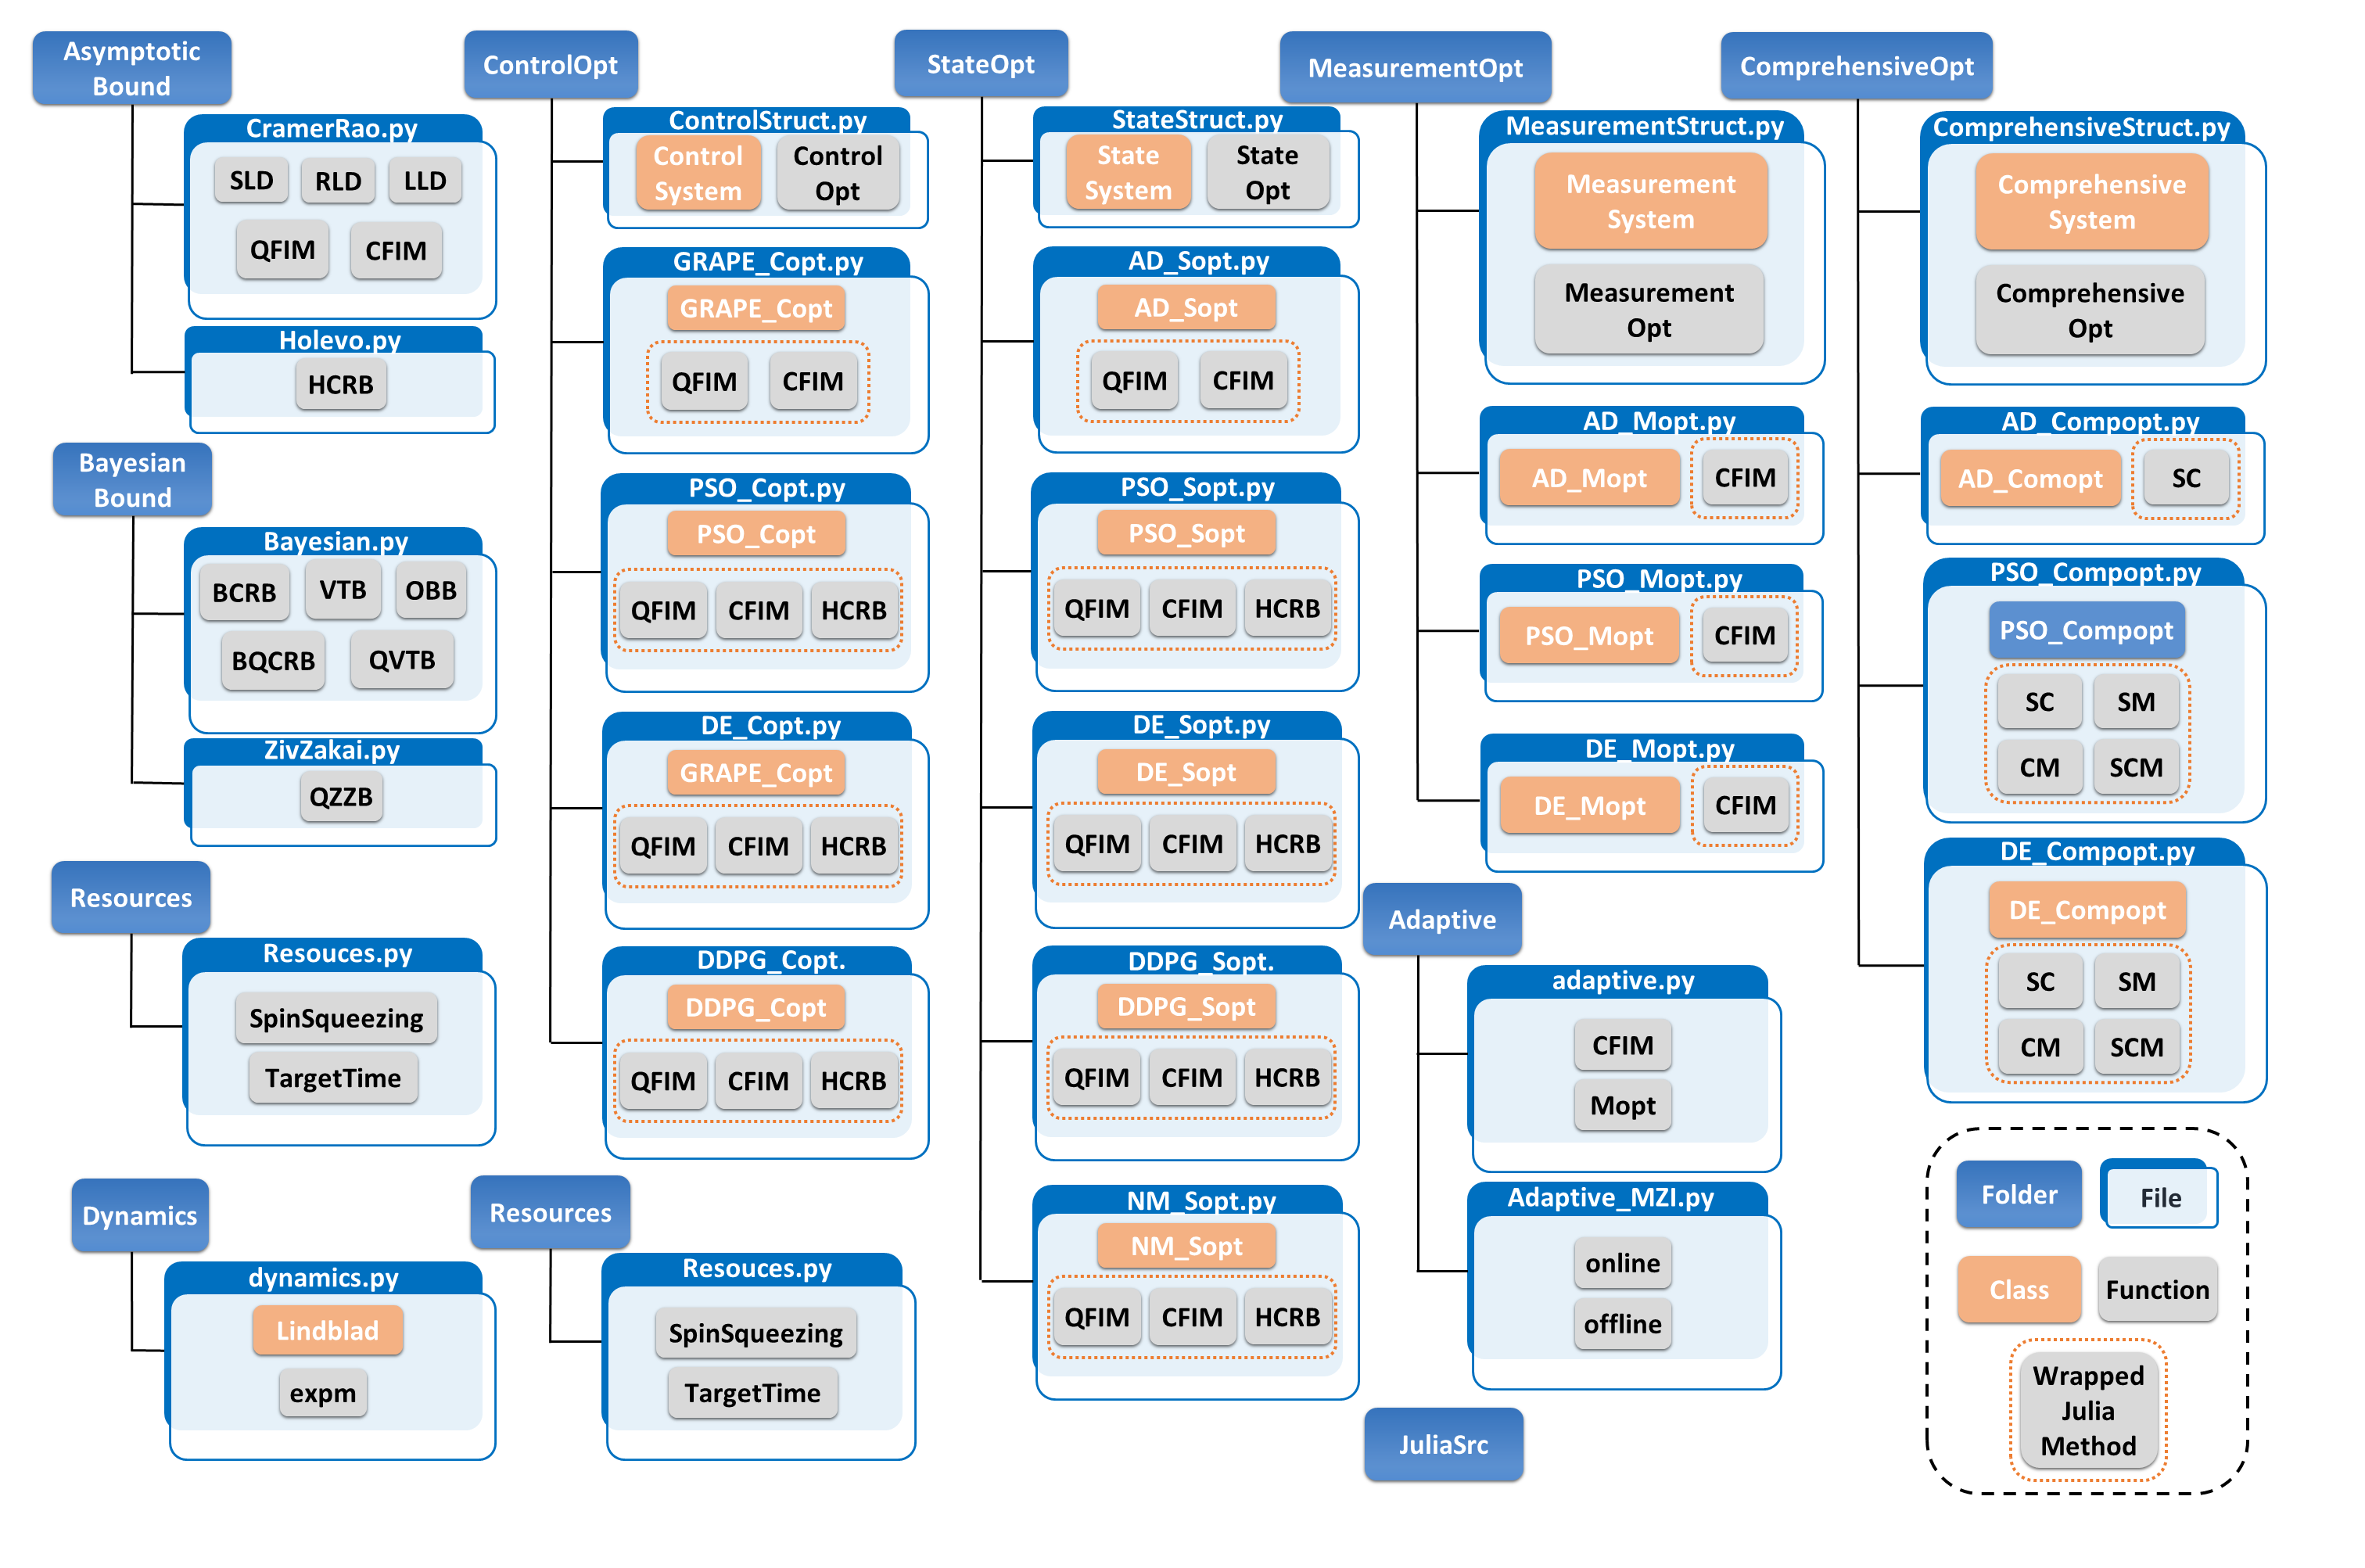 Asymptotic
Bound
CramerRao.py
SLD
RLD
LLD
QFIM
CFIM
Holevo.py
HCRB
Bayesian
Bound
Bayesian.py
BCRB
VTB
OBB
BQCRB
QVTB
ZivZakai.py
QZZB
Resources
Resouces.py
SpinSqueezing
TargetTime
Dynamics
dynamics.py
Lindblad
expm
ControlOpt
ControlStruct.py
Control
System
Control
Opt
GRAPE_Copt.py
GRAPE_Copt
QFIM
CFIM
PSO_Copt.py
PSO_Copt
QFIM
CFIM
HCRB
DE_Copt.py
GRAPE_Copt
QFIM
CFIM
HCRB
DDPG_Copt.
DDPG_Copt
QFIM
CFIM
HCRB
Resources
Resouces.py
SpinSqueezing
TargetTime
StateOpt
StateStruct.py
State
System
State
Opt
AD_Sopt.py
AD_Sopt
QFIM
CFIM
PSO_Sopt.py
PSO_Sopt
QFIM
CFIM
HCRB
DE_Sopt.py
DE_Sopt
QFIM
CFIM
HCRB
DDPG_Sopt.
DDPG_Sopt
QFIM
CFIM
HCRB
NM_Sopt.py
NM_Sopt
QFIM
CFIM
HCRB
MeasurementOpt
MeasurementStruct.py
Measurement
System
Measurement
Opt
AD_Mopt.py
AD_Mopt
CFIM
PSO_Mopt.py
PSO_Mopt
CFIM
DE_Mopt.py
DE_Mopt
CFIM
Adaptive
adaptive.py
CFIM
Mopt
Adaptive_MZI.py
online
offline
JuliaSrc
ComprehensiveOpt
ComprehensiveStruct.py
Comprehensive
System
Comprehensive
Opt
AD_Compopt.py
AD_Comopt
SC
PSO_Compopt.py
PSO_Compopt
SC
SM
CM
SCM
DE_Compopt.py
DE_Compopt
SC
SM
CM
SCM
Folder
File
Class
Function
Wrapped
Julia
Method